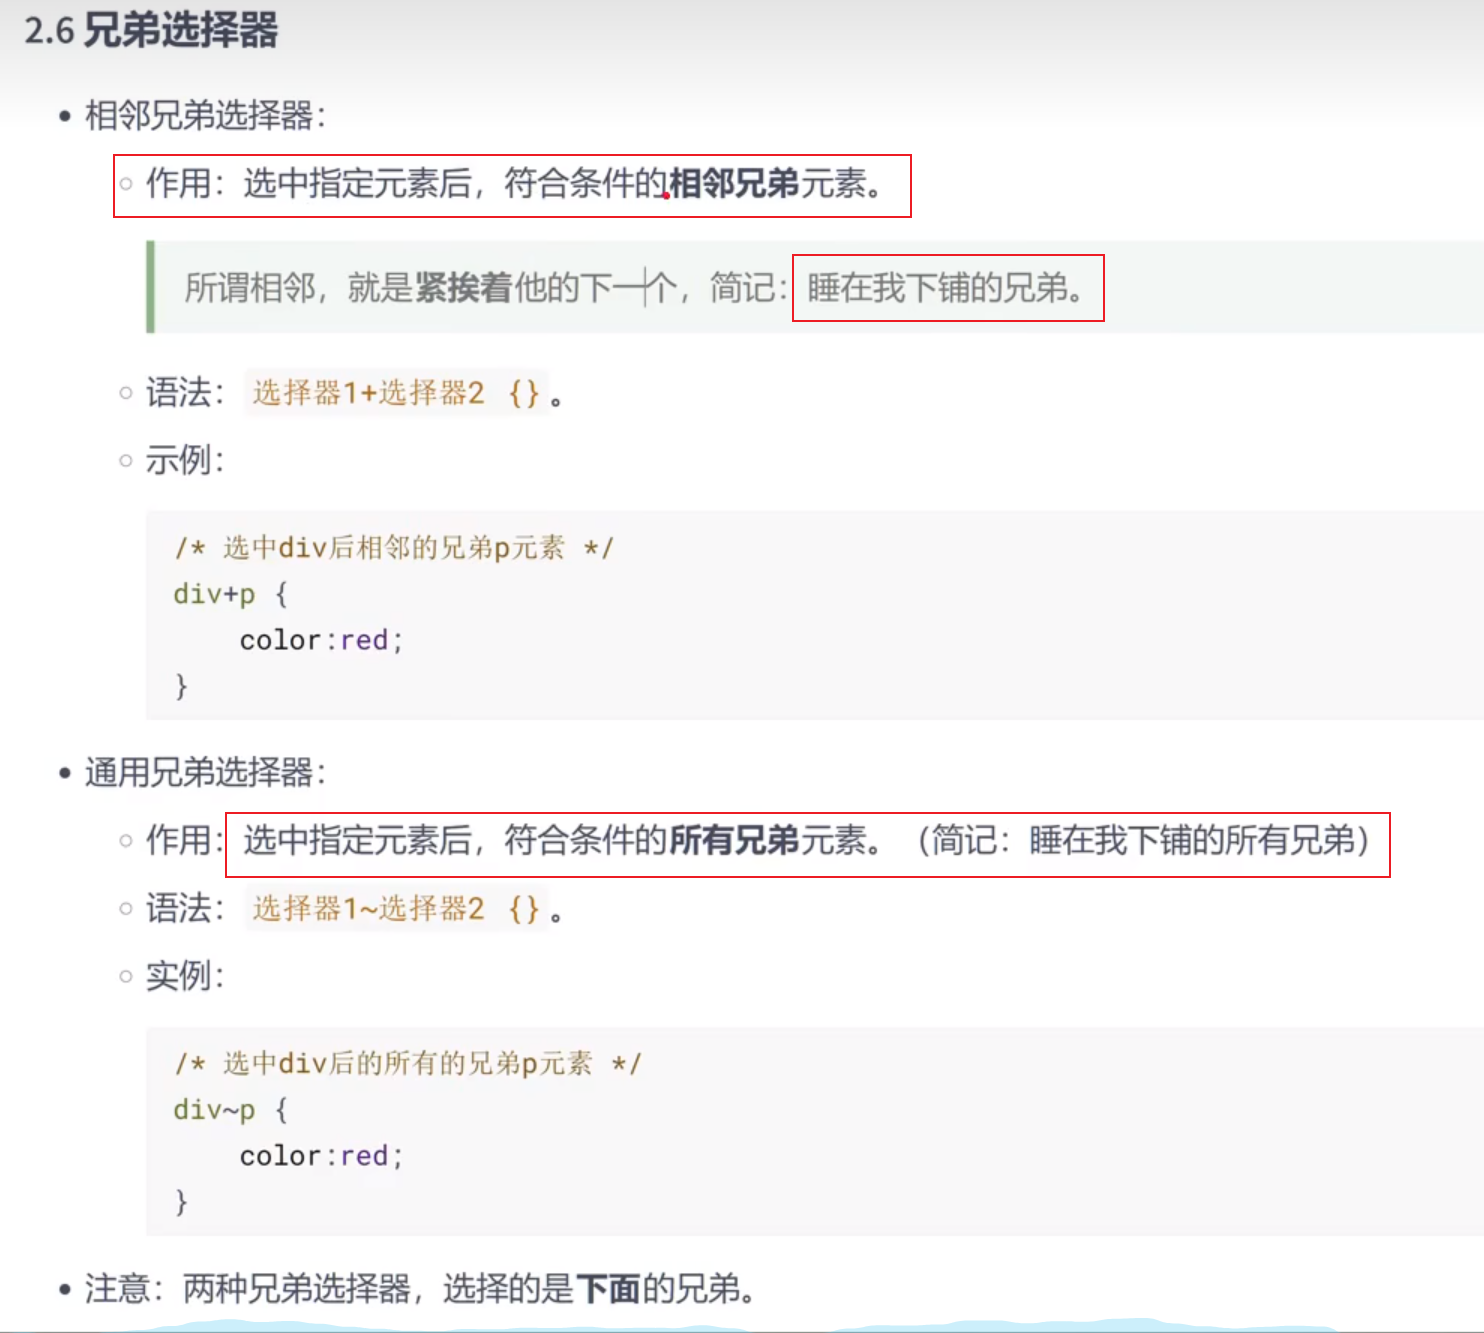 2.6 兄弟选择器
相邻兄弟选择器：
作用：选中指定元素后，符合条件的相邻兄弟元素。
所谓相邻，就是紧挨着他的下一个，简记：睡在我下铺的兄弟。
语法：选择器1+选择器2 {}。
示例：
/* 选中div后相邻的兄弟p元素 */
div+p {
color:red;
}
通用兄弟选择器：
作用：选中指定元素后，符合条件的所有兄弟元素。（简记：睡在我下铺的所有兄弟）
语法：选择器1~选择器2 {}。
实例：
/* 选中div后的所有的兄弟p元素 */
div~p {
color:red;
}
注意：两种兄弟选择器，选择的是下面的兄弟。